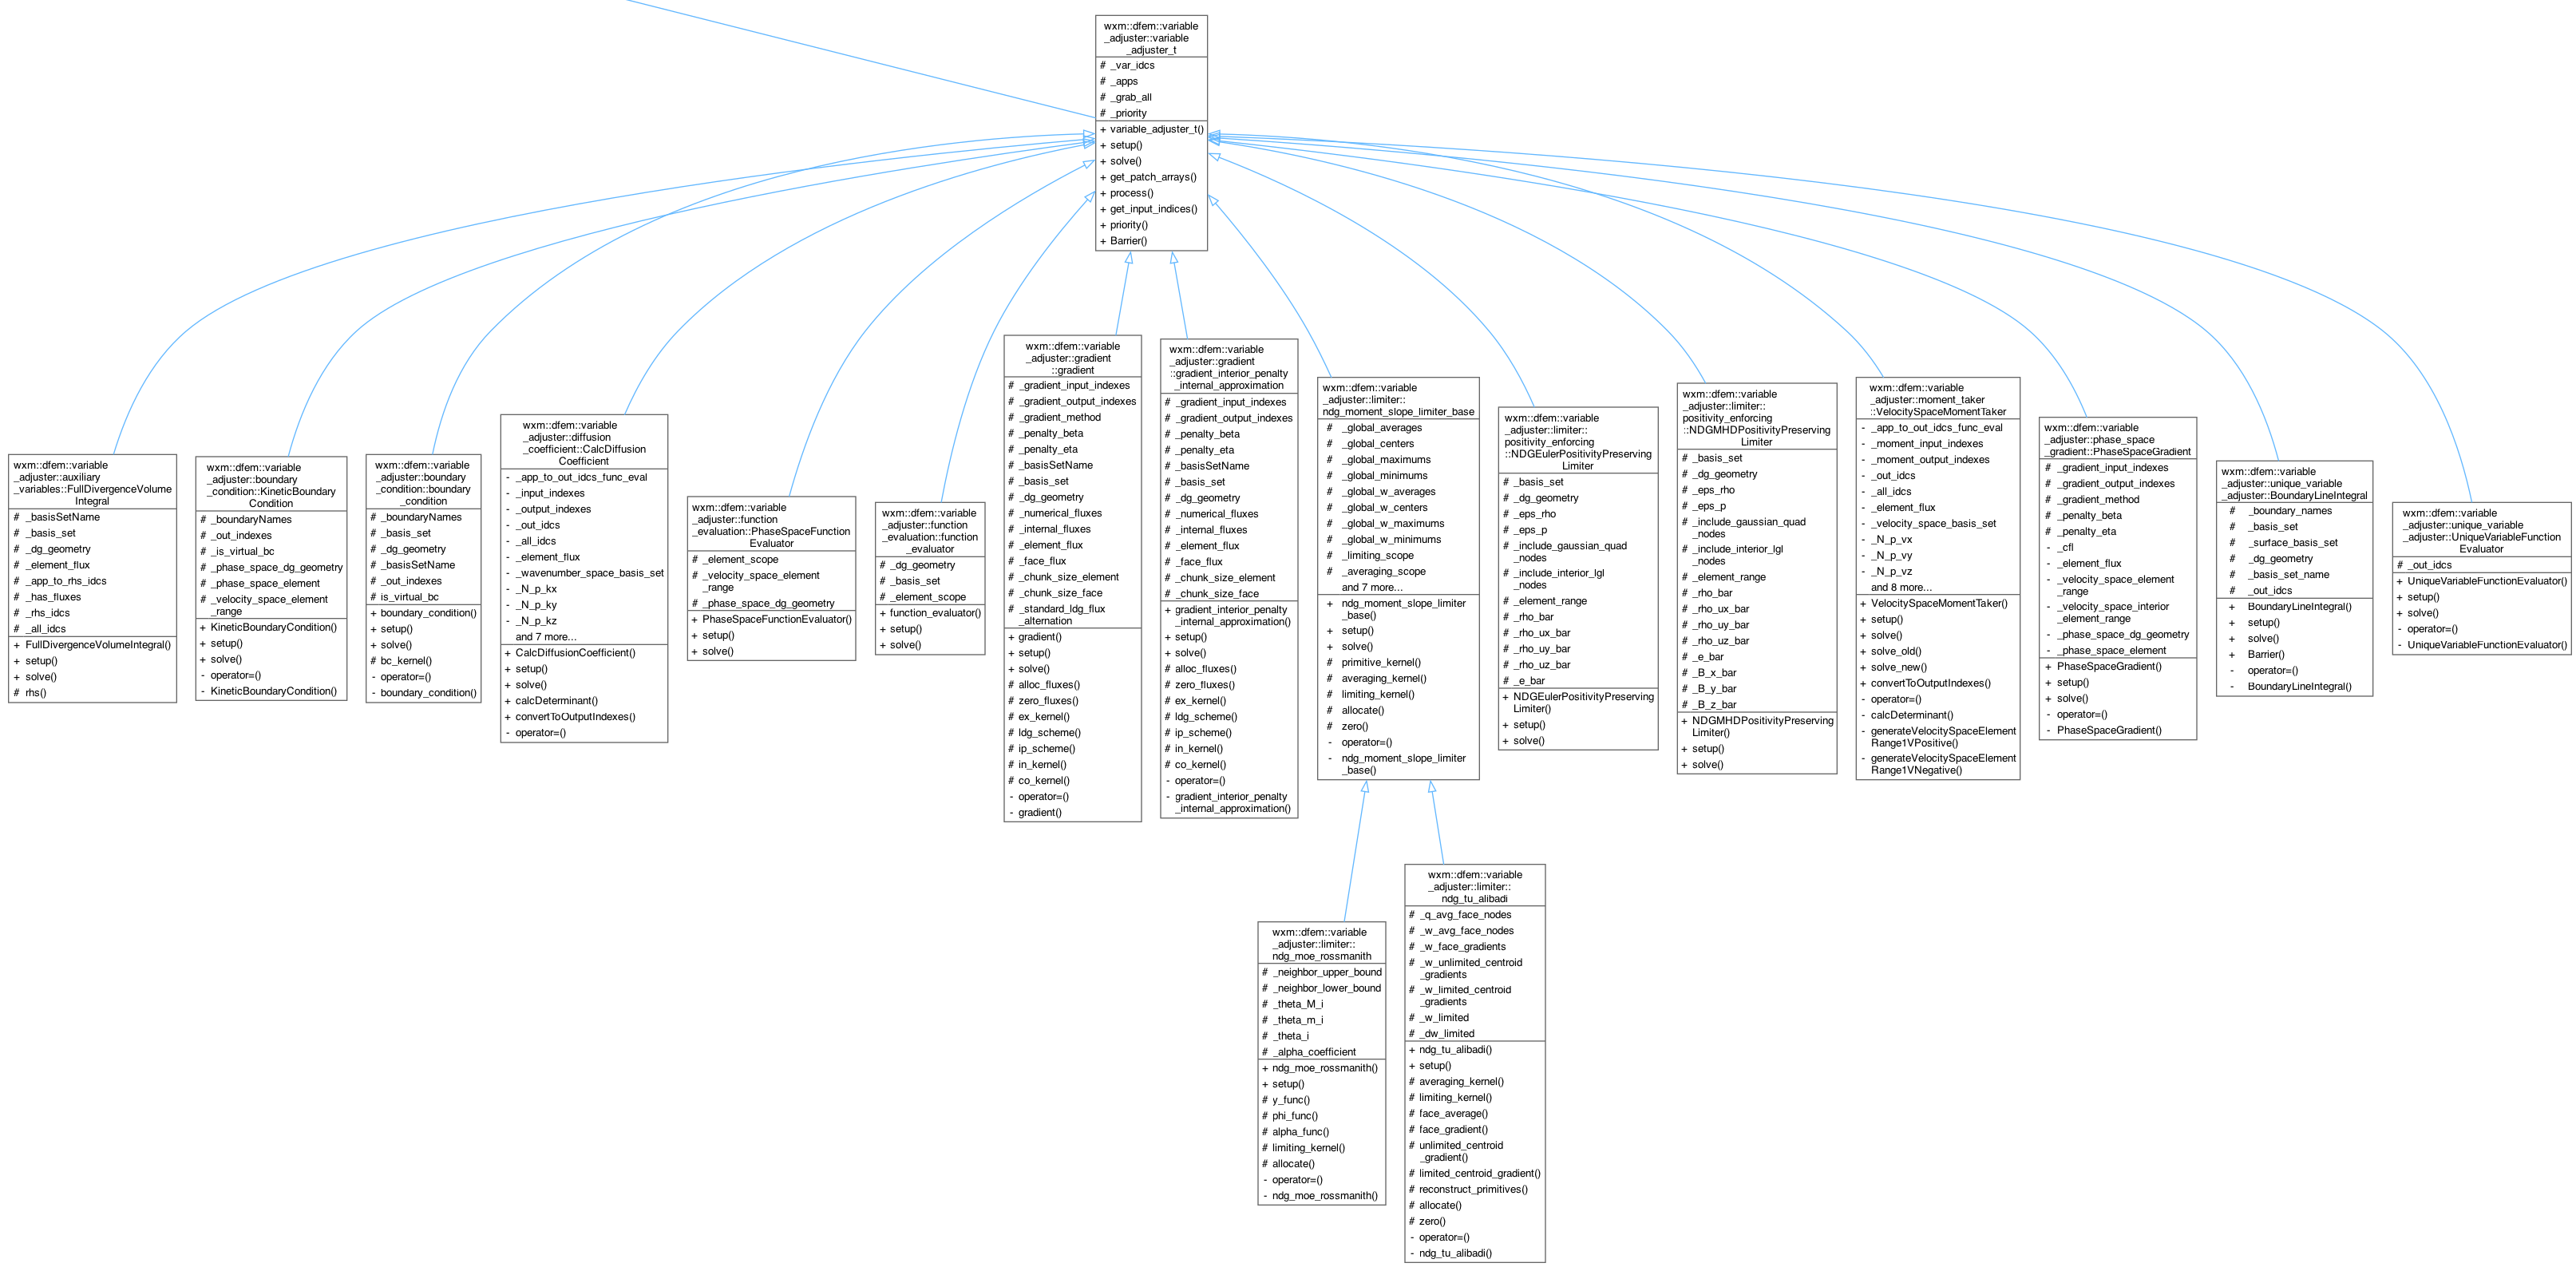 wxm::dfem::variable
_adjuster::variable
_adjuster_t
# _var_idcs
# _apps
# _grab_all
# _priority
+ variable_adjuster_t()
+ setup()
+ solve()
+ get_patch_arrays()
+ process()
+ get_input_indices()
+ priority()
+ Barrier()
wxm::dfem::variable
_adjuster::auxiliary
_variables::FullDivergenceVolume
Integral
# _basisSetName
# _basis_set
# _dg_geometry
# _element_flux
# _app_to_rhs_idcs
# _has_fluxes
# _rhs_idcs
# _all_idcs
+ FullDivergenceVolumeIntegral()
+ setup()
+ solve()
# rhs()
wxm::dfem::variable
_adjuster::boundary
_condition::KineticBoundary
Condition
# _boundaryNames
# _out_indexes
# _is_virtual_bc
# _phase_space_dg_geometry
# _phase_space_element
# _velocity_space_element
_range
+ KineticBoundaryCondition()
+ setup()
+ solve()
- operator=()
- KineticBoundaryCondition()
wxm::dfem::variable
_adjuster::boundary
_condition::boundary
_condition
# _boundaryNames
# _basis_set
# _dg_geometry
# _basisSetName
# _out_indexes
# is_virtual_bc
+ boundary_condition()
+ setup()
+ solve()
# bc_kernel()
- operator=()
- boundary_condition()
wxm::dfem::variable
_adjuster::diffusion
_coefficient::CalcDiffusion
Coefficient
- _app_to_out_idcs_func_eval
- _input_indexes
- _output_indexes
- _out_idcs
- _all_idcs
- _element_flux
- _wavenumber_space_basis_set
- _N_p_kx
- _N_p_ky
- _N_p_kz
and 7 more...
+ CalcDiffusionCoefficient()
+ setup()
+ solve()
+ calcDeterminant()
+ convertToOutputIndexes()
- operator=()
wxm::dfem::variable
_adjuster::function
_evaluation::PhaseSpaceFunction
Evaluator
# _element_scope
# _velocity_space_element
_range
# _phase_space_dg_geometry
+ PhaseSpaceFunctionEvaluator()
+ setup()
+ solve()
wxm::dfem::variable
_adjuster::function
_evaluation::function
_evaluator
# _dg_geometry
# _basis_set
# _element_scope
+ function_evaluator()
+ setup()
+ solve()
wxm::dfem::variable
_adjuster::gradient
::gradient
# _gradient_input_indexes
# _gradient_output_indexes
# _gradient_method
# _penalty_beta
# _penalty_eta
# _basisSetName
# _basis_set
# _dg_geometry
# _numerical_fluxes
# _internal_fluxes
# _element_flux
# _face_flux
# _chunk_size_element
# _chunk_size_face
# _standard_ldg_flux
_alternation
+ gradient()
+ setup()
+ solve()
# alloc_fluxes()
# zero_fluxes()
# ex_kernel()
# ldg_scheme()
# ip_scheme()
# in_kernel()
# co_kernel()
- operator=()
- gradient()
wxm::dfem::variable
_adjuster::gradient
::gradient_interior_penalty
_internal_approximation
# _gradient_input_indexes
# _gradient_output_indexes
# _penalty_beta
# _penalty_eta
# _basisSetName
# _basis_set
# _dg_geometry
# _numerical_fluxes
# _internal_fluxes
# _element_flux
# _face_flux
# _chunk_size_element
# _chunk_size_face
+ gradient_interior_penalty
_internal_approximation()
+ setup()
+ solve()
# alloc_fluxes()
# zero_fluxes()
# ex_kernel()
# ldg_scheme()
# ip_scheme()
# in_kernel()
# co_kernel()
- operator=()
- gradient_interior_penalty
_internal_approximation()
wxm::dfem::variable
_adjuster::limiter::
ndg_moment_slope_limiter_base
# _global_averages
# _global_centers
# _global_maximums
# _global_minimums
# _global_w_averages
# _global_w_centers
# _global_w_maximums
# _global_w_minimums
# _limiting_scope
# _averaging_scope
and 7 more...
+ ndg_moment_slope_limiter
_base()
+ setup()
+ solve()
# primitive_kernel()
# averaging_kernel()
# limiting_kernel()
# allocate()
# zero()
- operator=()
- ndg_moment_slope_limiter
_base()
wxm::dfem::variable
_adjuster::limiter::
positivity_enforcing
::NDGEulerPositivityPreserving
Limiter
# _basis_set
# _dg_geometry
# _eps_rho
# _eps_p
# _include_gaussian_quad
_nodes
# _include_interior_lgl
_nodes
# _element_range
# _rho_bar
# _rho_ux_bar
# _rho_uy_bar
# _rho_uz_bar
# _e_bar
+ NDGEulerPositivityPreserving
Limiter()
+ setup()
+ solve()
wxm::dfem::variable
_adjuster::limiter::
positivity_enforcing
::NDGMHDPositivityPreserving
Limiter
# _basis_set
# _dg_geometry
# _eps_rho
# _eps_p
# _include_gaussian_quad
_nodes
# _include_interior_lgl
_nodes
# _element_range
# _rho_bar
# _rho_ux_bar
# _rho_uy_bar
# _rho_uz_bar
# _e_bar
# _B_x_bar
# _B_y_bar
# _B_z_bar
+ NDGMHDPositivityPreserving
Limiter()
+ setup()
+ solve()
wxm::dfem::variable
_adjuster::moment_taker
::VelocitySpaceMomentTaker
- _app_to_out_idcs_func_eval
- _moment_input_indexes
- _moment_output_indexes
- _out_idcs
- _all_idcs
- _element_flux
- _velocity_space_basis_set
- _N_p_vx
- _N_p_vy
- _N_p_vz
and 8 more...
+ VelocitySpaceMomentTaker()
+ setup()
+ solve()
+ solve_old()
+ solve_new()
+ convertToOutputIndexes()
- operator=()
- calcDeterminant()
- generateVelocitySpaceElement
Range1VPositive()
- generateVelocitySpaceElement
Range1VNegative()
wxm::dfem::variable
_adjuster::phase_space
_gradient::PhaseSpaceGradient
# _gradient_input_indexes
# _gradient_output_indexes
# _gradient_method
# _penalty_beta
# _penalty_eta
- _cfl
- _element_flux
- _velocity_space_element
_range
- _velocity_space_interior
_element_range
- _phase_space_dg_geometry
- _phase_space_element
+ PhaseSpaceGradient()
+ setup()
+ solve()
- operator=()
- PhaseSpaceGradient()
wxm::dfem::variable
_adjuster::unique_variable
_adjuster::BoundaryLineIntegral
# _boundary_names
# _basis_set
# _surface_basis_set
# _dg_geometry
# _basis_set_name
# _out_idcs
+ BoundaryLineIntegral()
+ setup()
+ solve()
+ Barrier()
- operator=()
- BoundaryLineIntegral()
wxm::dfem::variable
_adjuster::unique_variable
_adjuster::UniqueVariableFunction
Evaluator
# _out_idcs
+ UniqueVariableFunctionEvaluator()
+ setup()
+ solve()
- operator=()
- UniqueVariableFunctionEvaluator()
wxm::dfem::variable
_adjuster::limiter::
ndg_moe_rossmanith
# _neighbor_upper_bound
# _neighbor_lower_bound
# _theta_M_i
# _theta_m_i
# _theta_i
# _alpha_coefficient
+ ndg_moe_rossmanith()
+ setup()
# y_func()
# phi_func()
# alpha_func()
# limiting_kernel()
# allocate()
- operator=()
- ndg_moe_rossmanith()
wxm::dfem::variable
_adjuster::limiter::
ndg_tu_alibadi
# _q_avg_face_nodes
# _w_avg_face_nodes
# _w_face_gradients
# _w_unlimited_centroid
_gradients
# _w_limited_centroid
_gradients
# _w_limited
# _dw_limited
+ ndg_tu_alibadi()
+ setup()
# averaging_kernel()
# limiting_kernel()
# face_average()
# face_gradient()
# unlimited_centroid
_gradient()
# limited_centroid_gradient()
# reconstruct_primitives()
# allocate()
# zero()
- operator=()
- ndg_tu_alibadi()